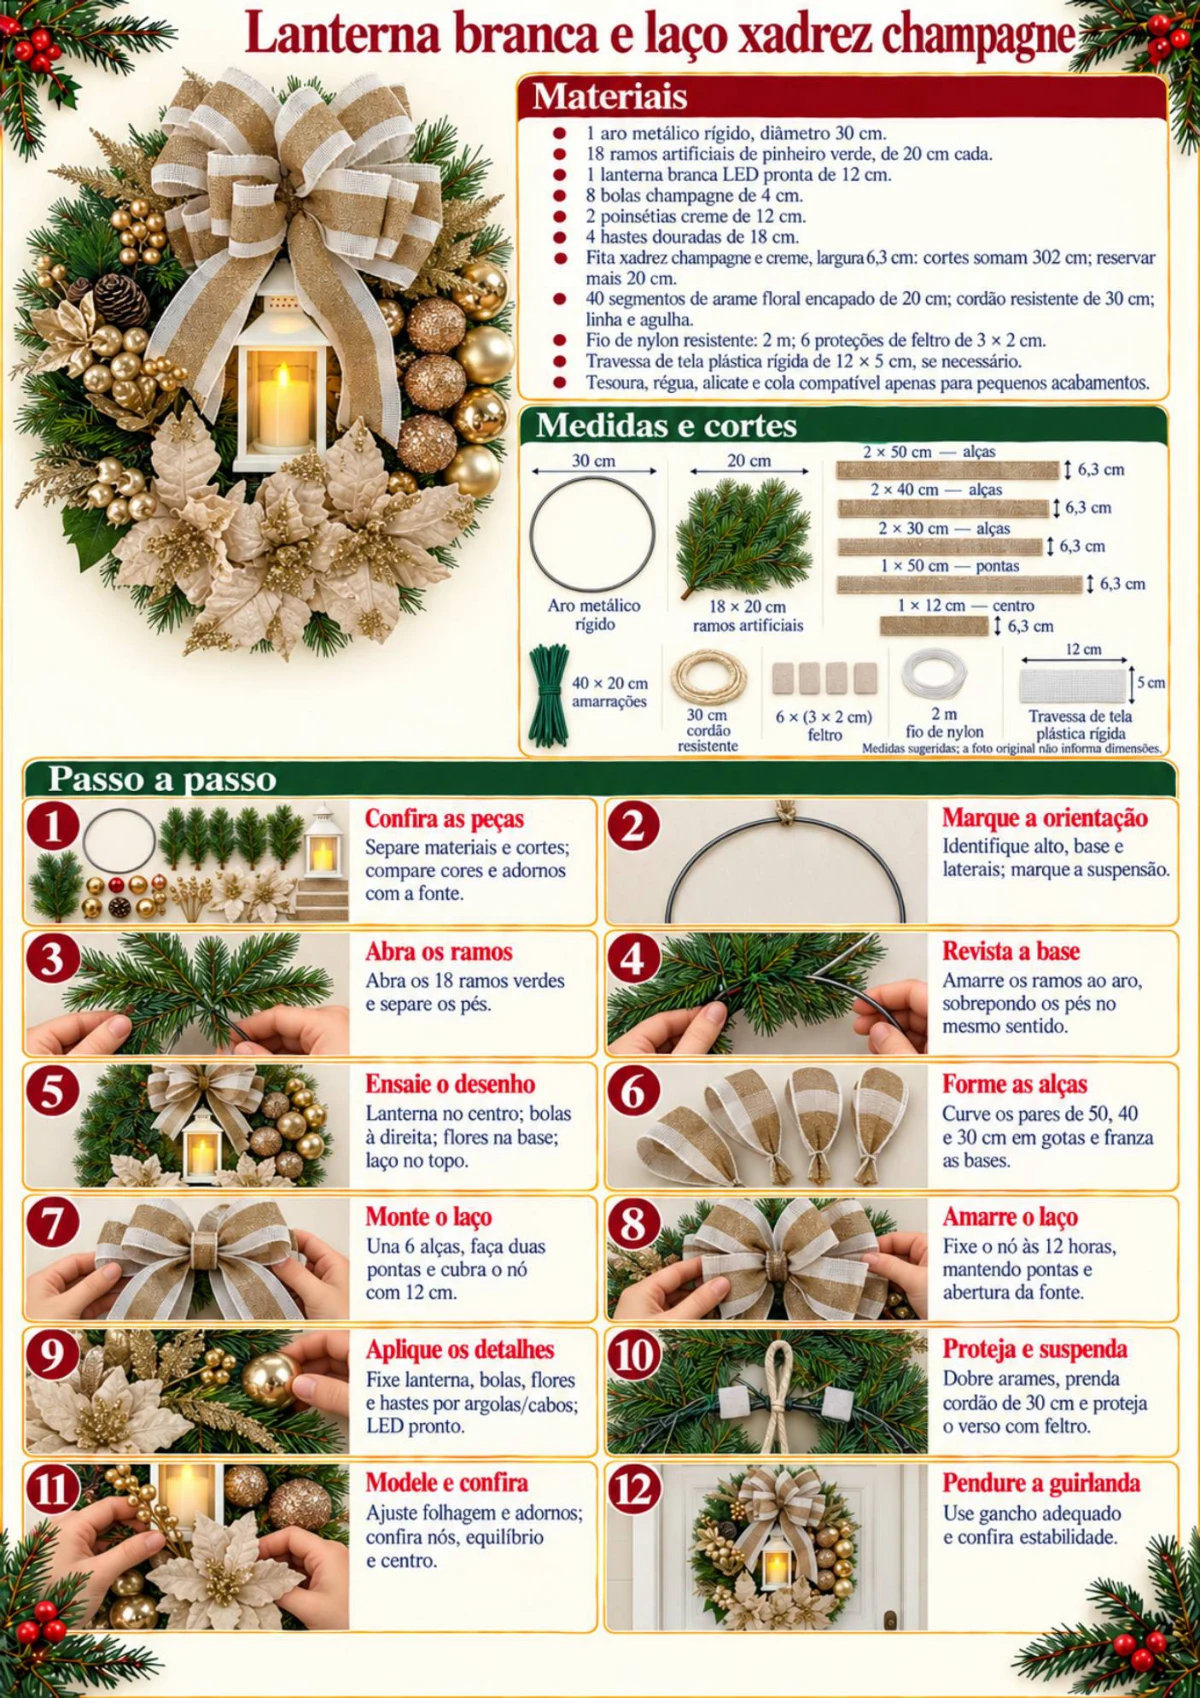 Lanterna branca e laço xadrez champagne
Materiais
1 aro metálico rígido, diâmetro 30 cm.
18 ramos artificiais de pinheiro verde, de 20 cm cada.
1 lanterna branca LED pronta de 12 cm.
8 bolas champagne de 4 cm.
2 poinsétias creme de 12 cm.
4 hastes douradas de 18 cm.
Fita xadrez champagne e creme, largura 6,3 cm: cortes somam 302 cm; reservar
mais 20 cm.
40 segmentos de arame floral encapado de 20 cm; cordão resistente de 30 cm;
linha e agulha.
Fio de nylon resistente: 2 m; 6 proteções de feltro de 3 × 2 cm.
Travessa de tela plástica rígida de 12 × 5 cm, se necessário.
Tesoura, régua, alicate e cola compatível apenas para pequenos acabamentos.
Medidas e cortes
30 cm
Aro metálico
rígido
20 cm
18 × 20 cm
ramos artificiais
2 × 50 cm — alças
6,3 cm
2 × 40 cm — alças
6,3 cm
2 × 30 cm — alças
6,3 cm
1 × 50 cm — pontas
6,3 cm
1 × 12 cm — centro
6,3 cm
40 × 20 cm
amarrações
30 cm
cordão
resistente
6 × (3 × 2 cm)
feltro
2 m
fio de nylon
12 cm
5 cm
Travessa de tela
plástica rígida
Medidas sugeridas; a foto original não informa dimensões.
Passo a passo
1
Confira as peças
Separe materiais e cortes;
compare cores e adornos
com a fonte.
2
Marque a orientação
Identifique alto, base e
laterais; marque a suspensão.
3
Abra os ramos
Abra os 18 ramos verdes
e separe os pés.
4
Revista a base
Amarre os ramos ao aro,
sobrepondo os pés no
mesmo sentido.
5
Ensaie o desenho
Lanterna no centro; bolas
à direita; flores na base;
laço no topo.
6
Forme as alças
Curve os pares de 50, 40
e 30 cm em gotas e franza
as bases.
7
Monte o laço
Una 6 alças, faça duas
pontas e cubra o nó
com 12 cm.
8
Amarre o laço
Fixe o nó às 12 horas,
mantendo pontas e
abertura da fonte.
9
Aplique os detalhes
Fixe lanterna, bolas, flores
e hastes por argolas/cabos;
LED pronto.
10
Proteja e suspenda
Dobre arames, prenda
cordão de 30 cm e proteja
o verso com feltro.
11
Modele e confira
Ajuste folhagem e adornos;
confira nós, equilíbrio
e centro.
12
Pendure a guirlanda
Use gancho adequado
e confira estabilidade.